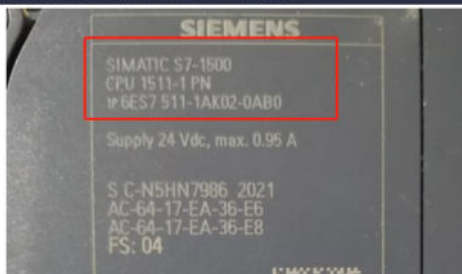 SIEMENS
SIMATIC S7-1500
CPU 1511-1 PN
1P 6ES7 511-1AK02-0AB0
Supply 24 Vdc, max. 0.95 A
S C-N5HN7986 2021
AC-64-17-EA-36-E6
AC-64-17-EA-36-E8
FS: 04